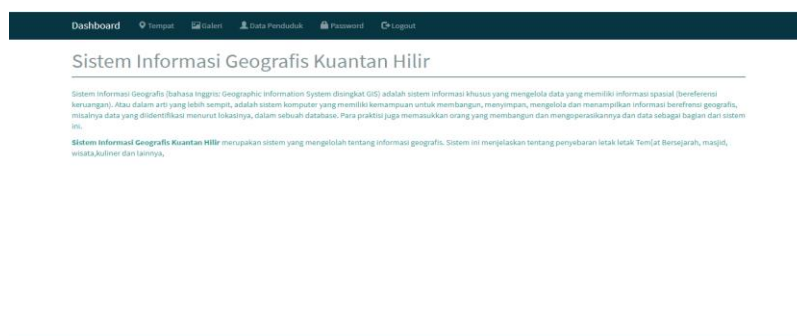 Dashboard Tempat Galeri Data Penduduk Password Logout
Sistem Informasi Geografis Kuantan Hilir
Sistem Informasi Geografis (bahasa Inggris: Geographic Information System disingkat GIS) adalah sistem informasi khusus yang mengelola data yang memiliki informasi spasial (bereferensi
keruangan). Atau dalam arti yang lebih sempit, adalah sistem komputer yang memiliki kemampuan untuk membangun, menyimpan, mengelola dan menampilkan informasi berefrensi geografis,
misalnya data yang diidentifikasi menurut lokasinya, dalam sebuah database. Para praktisi juga memasukkan orang yang membangun dan mengoperasikannya dan data sebagai bagian dari sistem
ini.
Sistem Informasi Geografis Kuantan Hilir merupakan sistem yang mengelolah tentang informasi geografis. Sistem ini menjelaskan tentang penyebaran letak letak Tem[at Bersejarah, masjid,
wisata,kuliner dan lainnya,